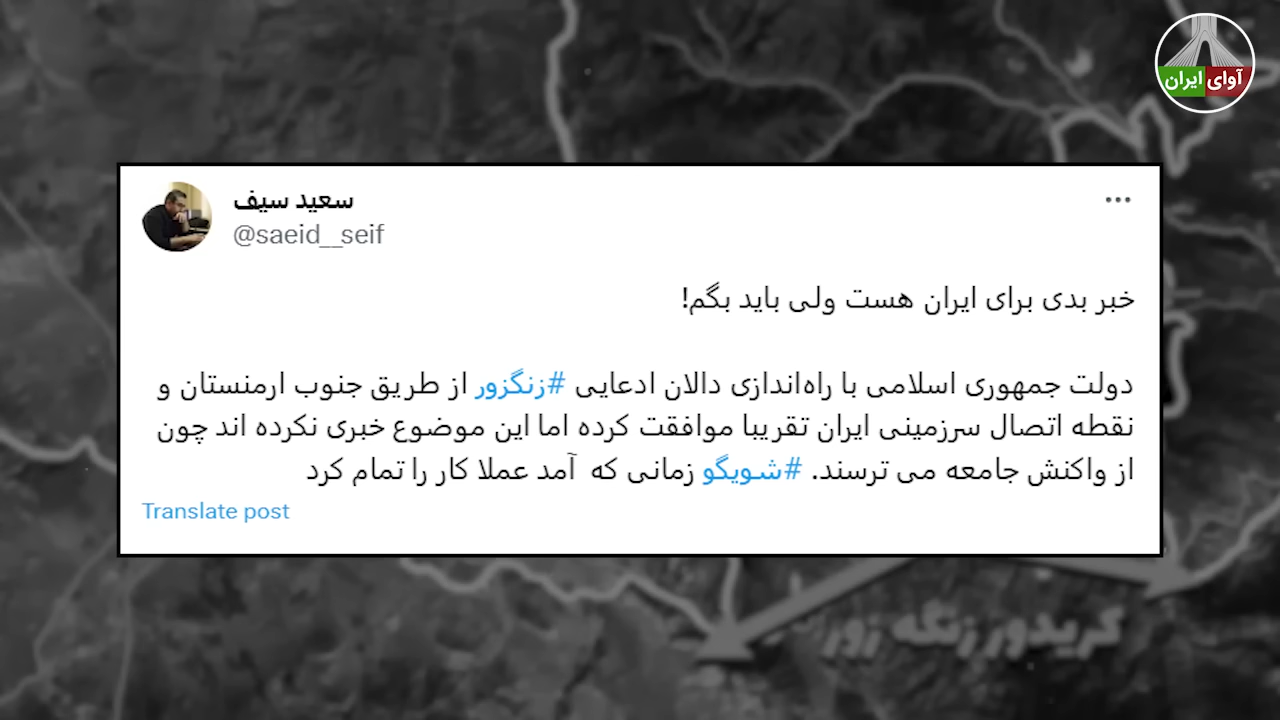 آوای ایران
سعید سیف
@saeid__seif
خبر بدی برای ایران هست ولی باید بگم!
دولت جمهوری اسلامی با راه‌اندازی دالان ادعایی #زنگزور از طریق جنوب ارمنستان و
نقطه اتصال سرزمینی ایران تقریبا موافقت کرده اما این موضوع خبری نکرده اند چون
از واکنش جامعه می ترسند. #شویگو زمانی که آمد عملا کار را تمام کرد
Translate post
کریدور زنگه زور